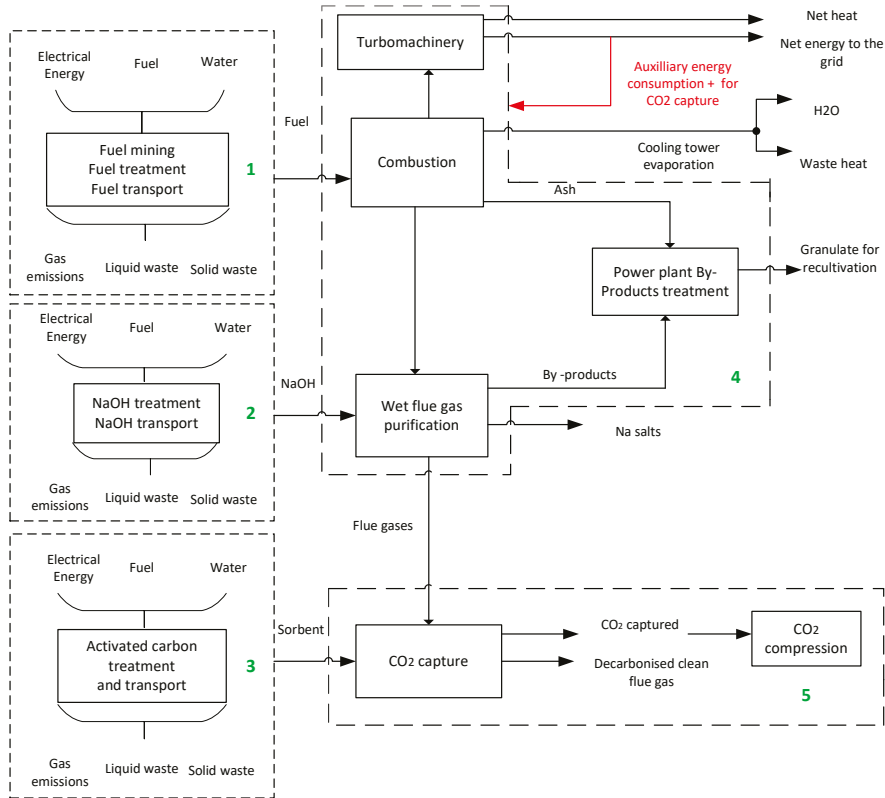 Electrical
Energy
Fuel
Water
Fuel mining
Fuel treatment
Fuel transport
1
Gas
emissions
Liquid waste
Solid waste
Fuel
Turbomachinery
Net heat
Net energy to the
grid
Auxilliary energy
consumption + for
CO2 capture
Combustion
H2O
Cooling tower
evaporation
Waste heat
Ash
Power plant By-
Products treatment
Granulate for
recultivation
Electrical
Energy
Fuel
Water
NaOH treatment
NaOH transport
2
Gas
emissions
Liquid waste
Solid waste
NaOH
Wet flue gas
purification
By -products
4
Na salts
Flue gases
Electrical
Energy
Fuel
Water
Activated carbon
treatment
and transport
3
Gas
emissions
Liquid waste
Solid waste
Sorbent
CO2 capture
CO2 captured
Decarbonised clean
flue gas
CO2
compression
5